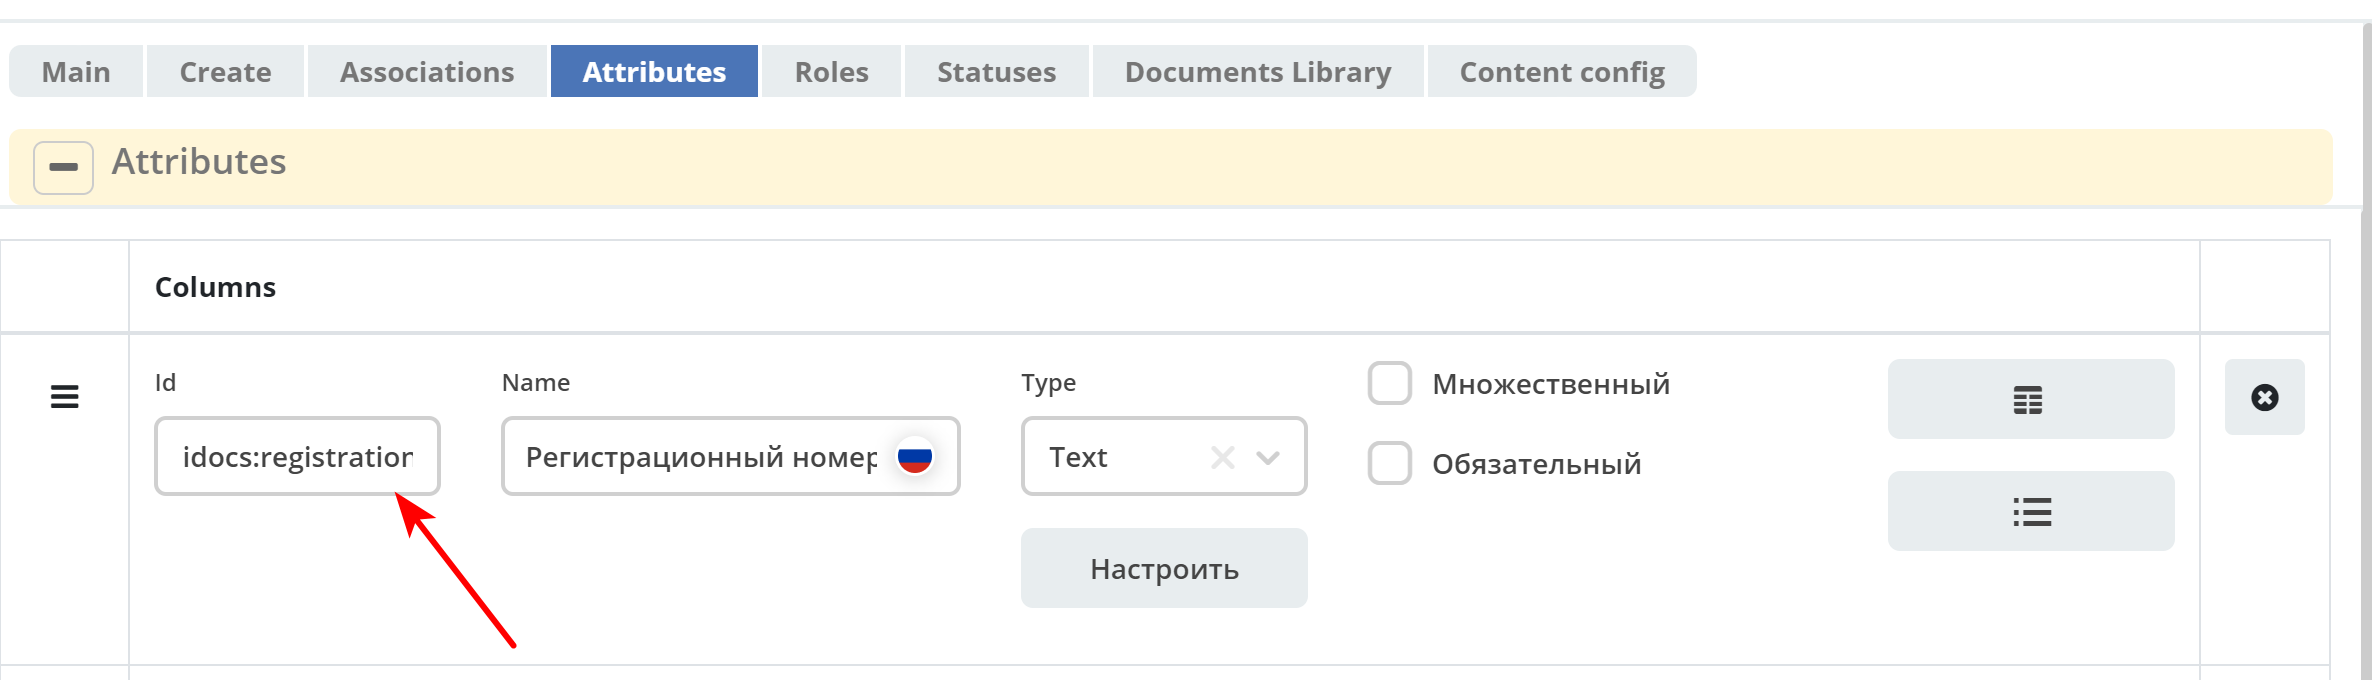 Main Create Associations Attributes Roles Statuses Documents Library Content config
Attributes
Columns
Id Name Type Множественный
idocs:registration Регистрационный номер Text Обязательный
Настроить